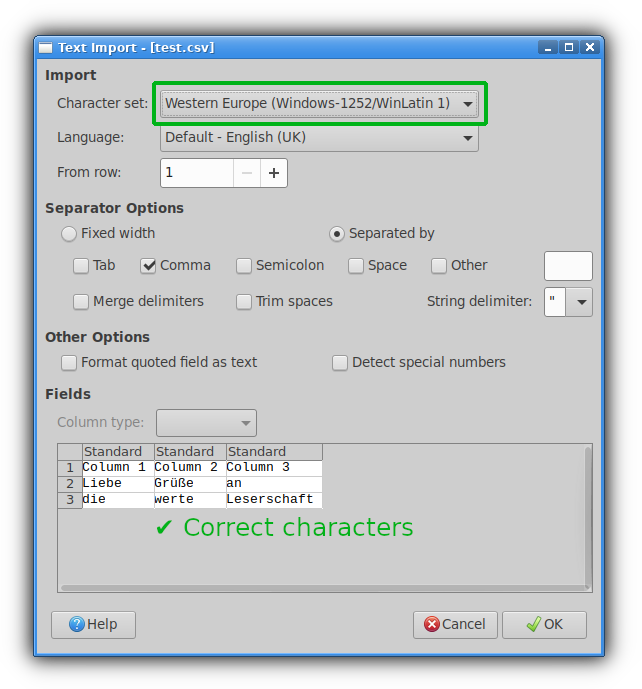 Text Import - [test.csv]
Import
Character set: Western Europe (Windows-1252/WinLatin 1)
Language: Default - English (UK)
From row: 1 − +
Separator Options
Fixed width Separated by
Tab Comma Semicolon Space Other
Merge delimiters Trim spaces String delimiter: "
Other Options
Format quoted field as text Detect special numbers
Fields
Column type:
Standard Standard Standard
1 Column 1 Column 2 Column 3
2 Liebe Grüße an
3 die werte Leserschaft
✔ Correct characters
? Help Cancel OK